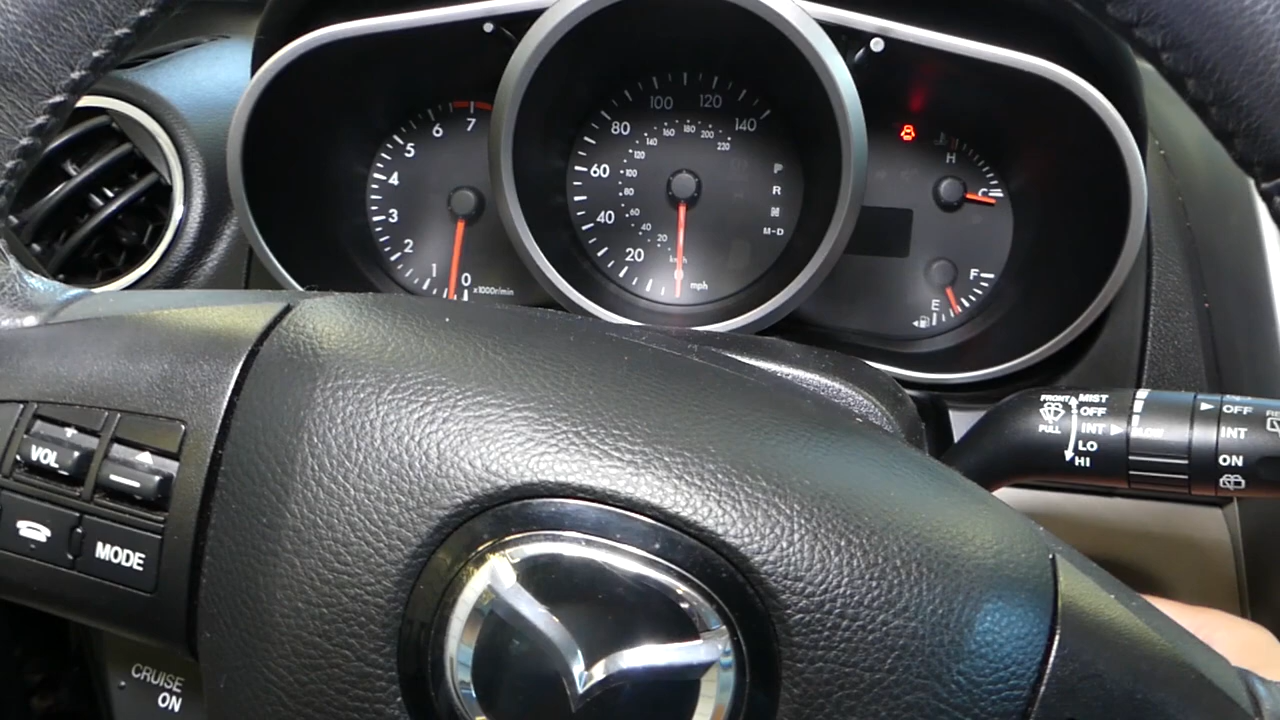 7
6
5
4
3
2
1
0
x1000r/min
140
120
100
80
60
40
20
220
200
180
160
140
120
100
80
60
40
20
km/h
mph
P
R
N
M-D
H
C
F
E
VOL
+
MODE
CRUISE
ON
FRONT
PULL
MIST
OFF
INT
LO
HI
OFF
INT
ON